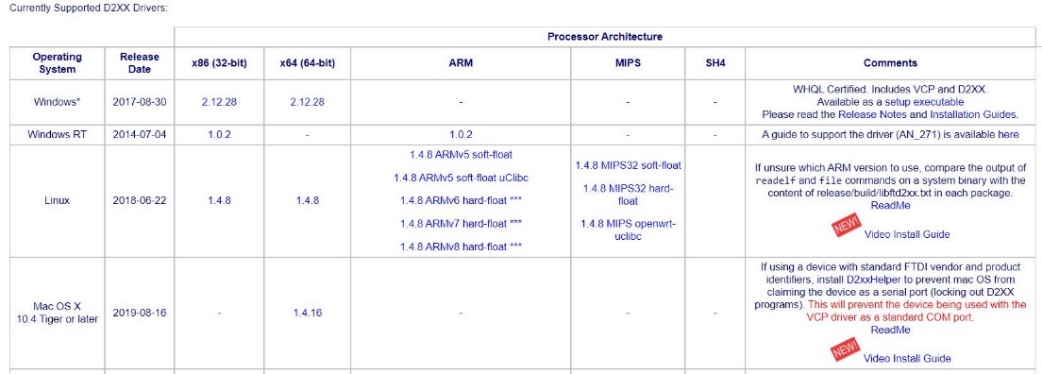 Currently Supported D2XX Drivers:
Processor Architecture
Operating System
Release Date
x86 (32-bit)
x64 (64-bit)
ARM
MIPS
SH4
Comments
Windows*
2017-08-30
2.12.28
2.12.28
-
-
-
WHQL Certified. Includes VCP and D2XX.
Available as a setup executable
Please read the Release Notes and Installation Guides.
Windows RT
2014-07-04
1.0.2
-
1.0.2
-
-
A guide to support the driver (AN_271) is available here
Linux
2018-06-22
1.4.8
1.4.8
1.4.8 ARMv5 soft-float
1.4.8 ARMv5 soft-float uClibc
1.4.8 ARMv6 hard-float ***
1.4.8 ARMv7 hard-float ***
1.4.8 ARMv8 hard-float ***
1.4.8 MIPS32 soft-float
1.4.8 MIPS32 hard-
float
1.4.8 MIPS openwrt-
uclibc
-
If unsure which ARM version to use, compare the output of
readelf and file commands on a system binary with the
content of release/build/libftd2xx.txt in each package.
ReadMe
NEW!
Video Install Guide
Mac OS X
10.4 Tiger or later
2019-08-16
-
1.4.16
-
-
-
If using a device with standard FTDI vendor and product
identifiers, install D2xxHelper to prevent mac OS from
claiming the device as a serial port (locking out D2XX
programs). This will prevent the device being used with the
VCP driver as a standard COM port.
ReadMe
NEW!
Video Install Guide